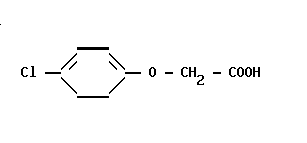 Cl O – CH2 – COOH